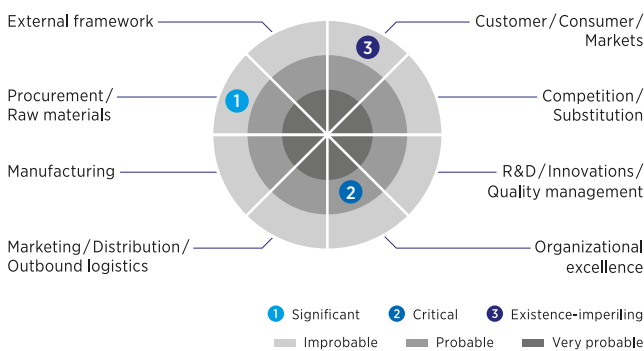 External framework
Customer / Consumer /
Markets
3
Procurement /
Raw materials
1
Competition /
Substitution
Manufacturing
R&D / Innovations /
Quality management
2
Marketing / Distribution /
Outbound logistics
Organizational
excellence
1 Significant 2 Critical 3 Existence-imperiling
Improbable Probable Very probable